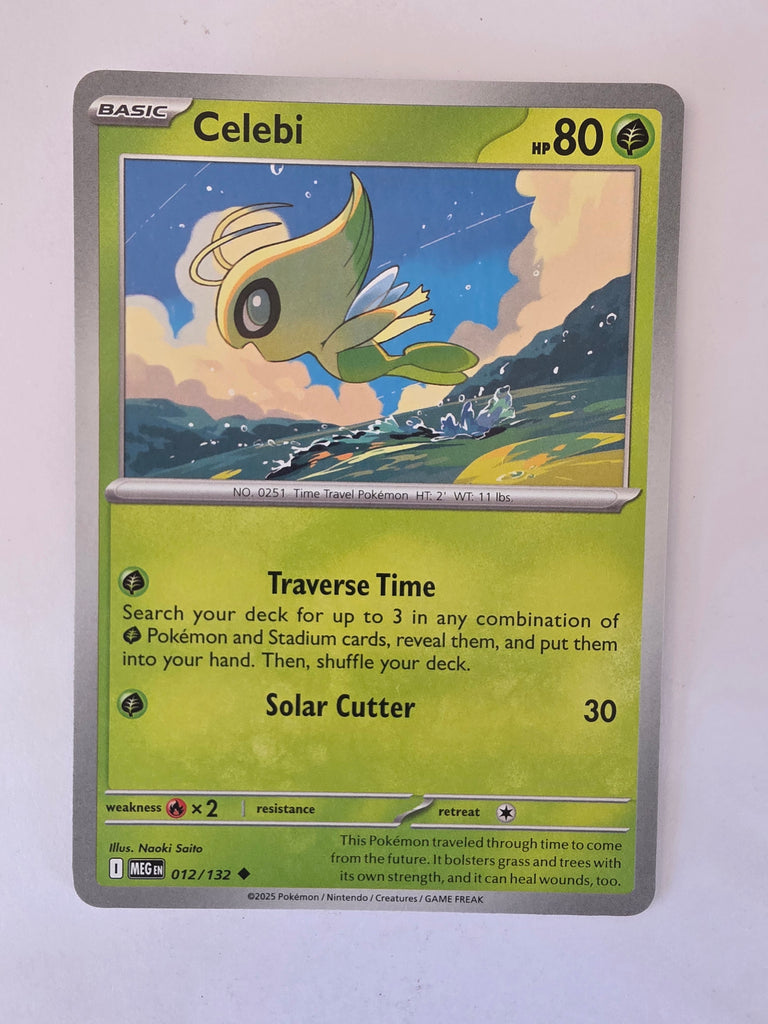 BASIC Celebi HP 80
NO. 0251 Time Travel Pokémon HT: 2' WT: 11 lbs.
Traverse Time
Search your deck for up to 3 in any combination of
Pokémon and Stadium cards, reveal them, and put them
into your hand. Then, shuffle your deck.
Solar Cutter 30
weakness ×2 resistance retreat
Illus. Naoki Saito
This Pokémon traveled through time to come
from the future. It bolsters grass and trees with
its own strength, and it can heal wounds, too.
I MEG EN 012/132
©2025 Pokémon / Nintendo / Creatures / GAME FREAK